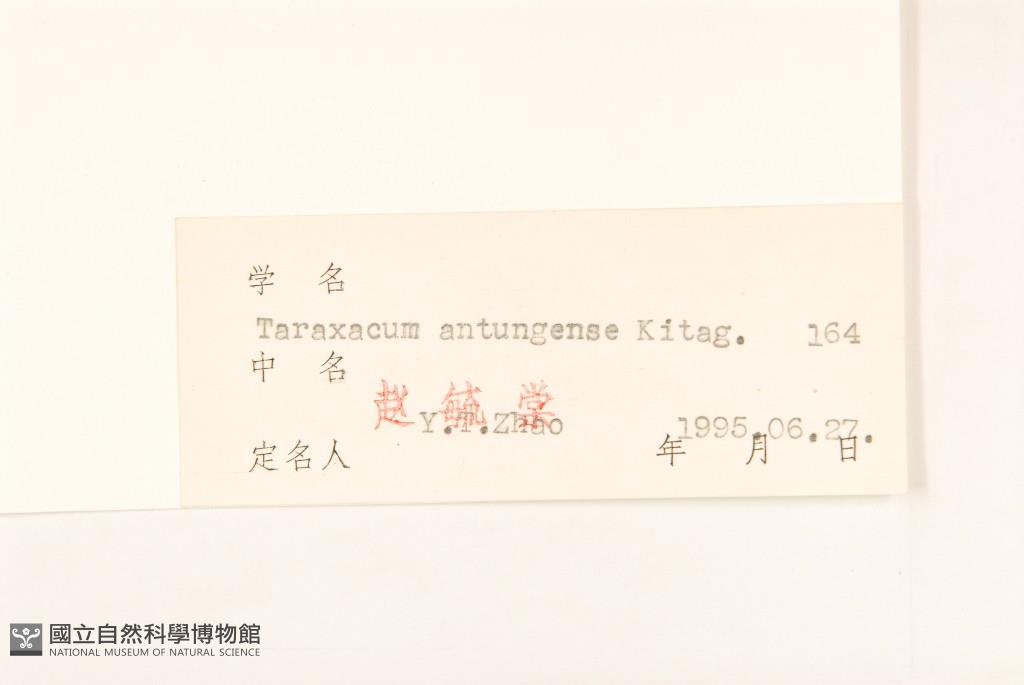 学 名
Taraxacum antungense Kitag. 164
中 名
赵 毓 堂
Y.T.Zhao 1995.06.27.
定名人 年 月 日
國立自然科學博物館
NATIONAL MUSEUM OF NATURAL SCIENCE